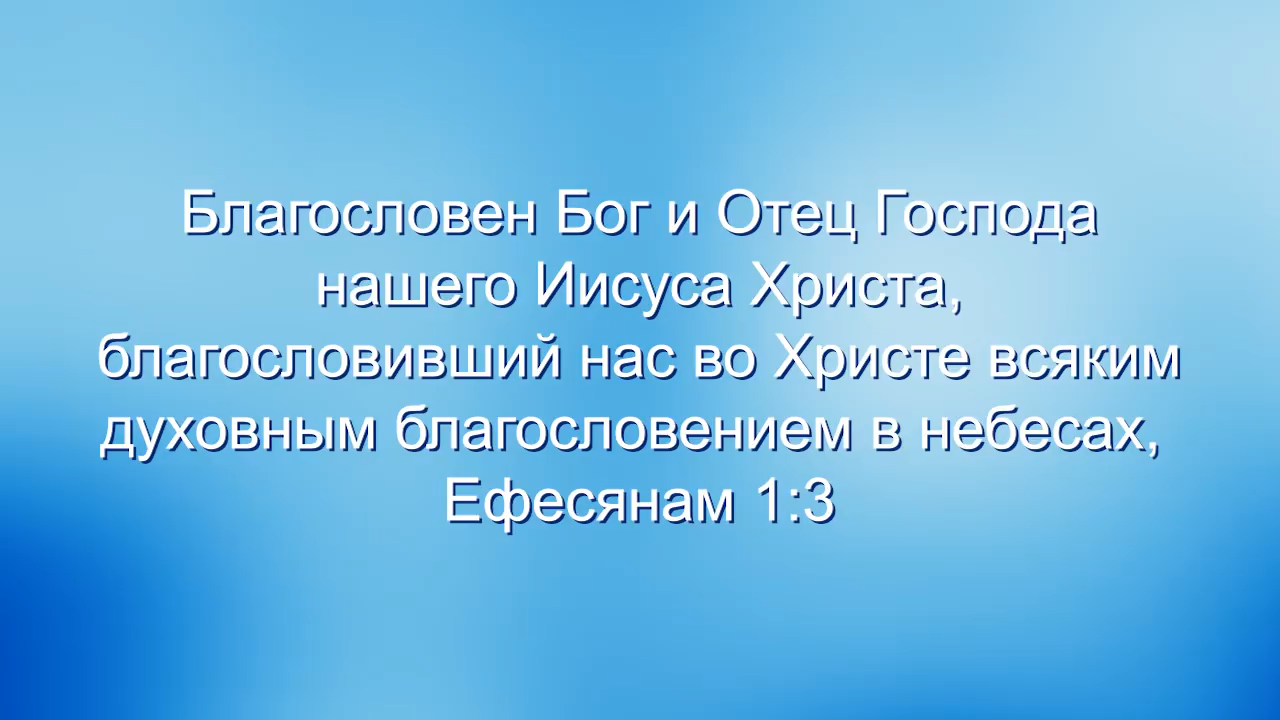 Благословен Бог и Отец Господа
нашего Иисуса Христа,
благословивший нас во Христе всяким
духовным благословением в небесах,
Ефесянам 1:3